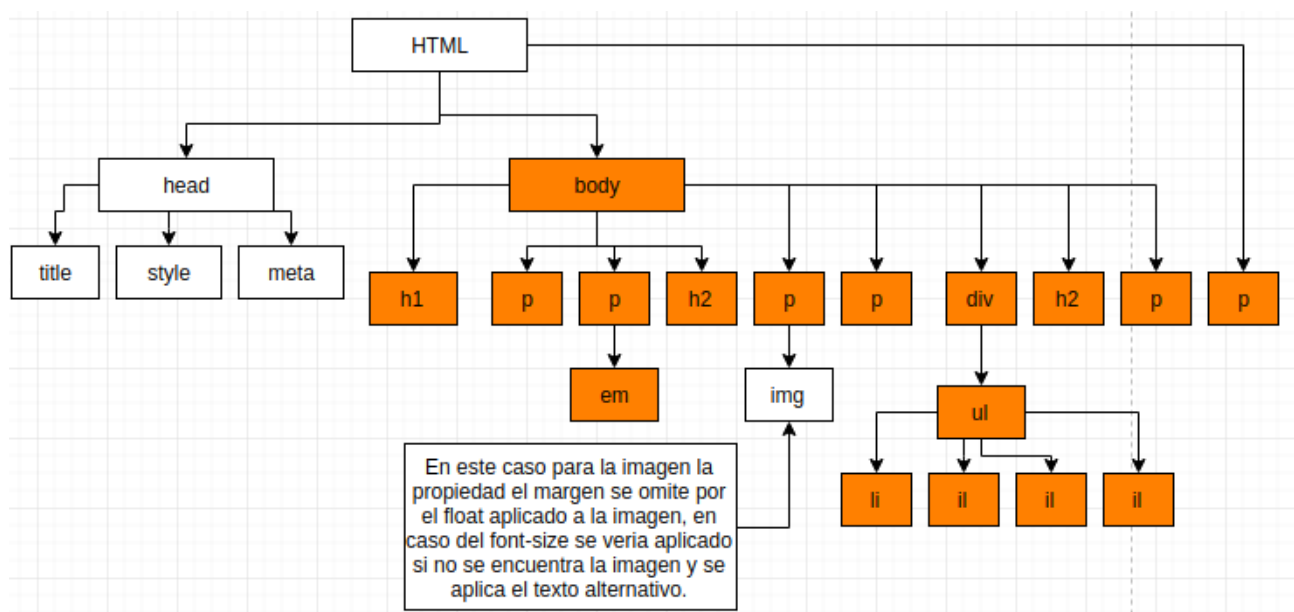 HTML
head
body
title
style
meta
h1
p
p
h2
p
p
div
h2
p
p
em
img
ul
En este caso para la imagen la
propiedad el margen se omite por
el float aplicado a la imagen, en
caso del font-size se veria aplicado
si no se encuentra la imagen y se
aplica el texto alternativo.
li
il
il
il